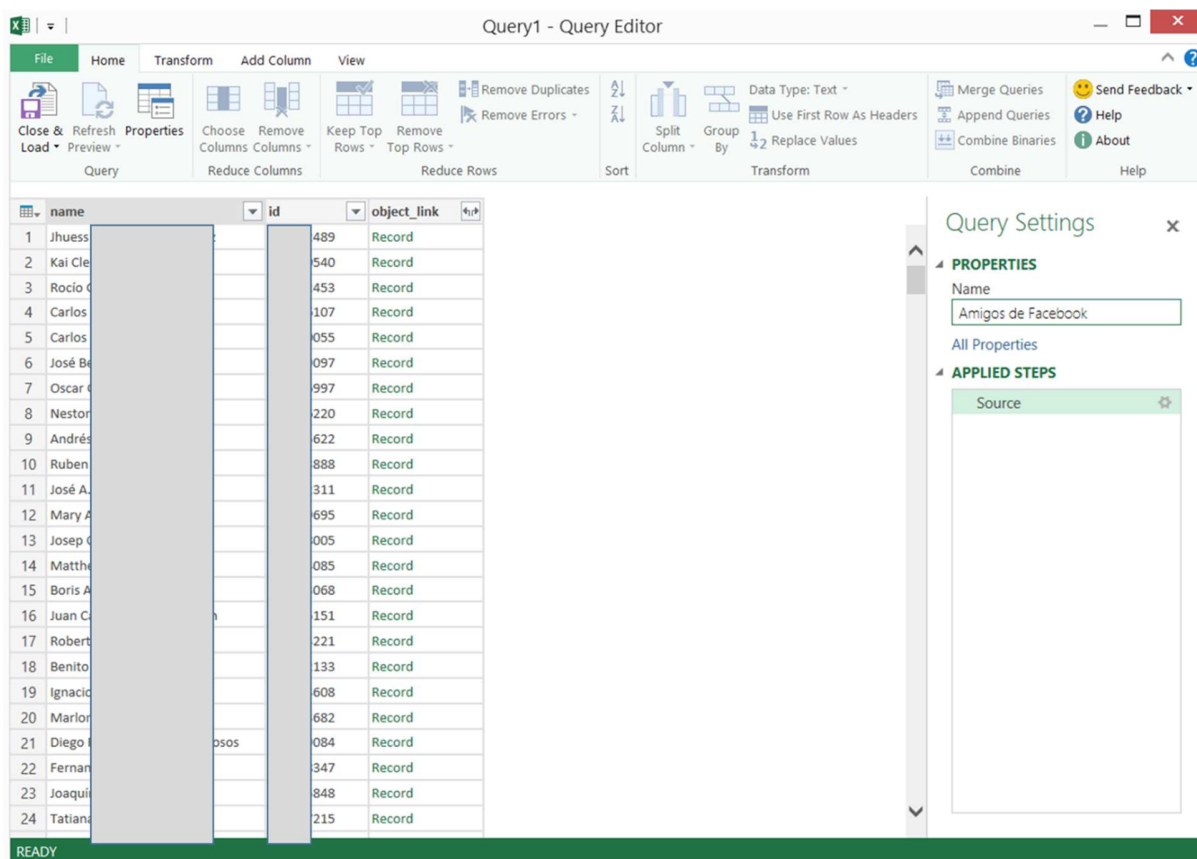 Query1 - Query Editor
File Home Transform Add Column View
Close & Load Refresh Preview Properties
Query
Choose Columns Remove Columns
Reduce Columns
Keep Top Rows Remove Top Rows Remove Duplicates Remove Errors
Reduce Rows
Sort
Split Column Group By Data Type: Text Use First Row As Headers Replace Values
Transform
Merge Queries Append Queries Combine Binaries
Combine
Send Feedback Help About
Help
name id object_link
1 Jhuess 489 Record
2 Kai Cle 540 Record
3 Rocío 453 Record
4 Carlos 107 Record
5 Carlos 055 Record
6 José Be 097 Record
7 Oscar 997 Record
8 Nestor 220 Record
9 Andrés 622 Record
10 Ruben 888 Record
11 José A. 311 Record
12 Mary A 695 Record
13 Josep 005 Record
14 Matthe 085 Record
15 Boris A 068 Record
16 Juan Ca 151 Record
17 Robert 221 Record
18 Benito 133 Record
19 Ignacio 608 Record
20 Marlon 682 Record
21 Diego osos 084 Record
22 Fernan 347 Record
23 Joaquí 848 Record
24 Tatiana 215 Record
READY
Query Settings
PROPERTIES
Name
Amigos de Facebook
All Properties
APPLIED STEPS
Source